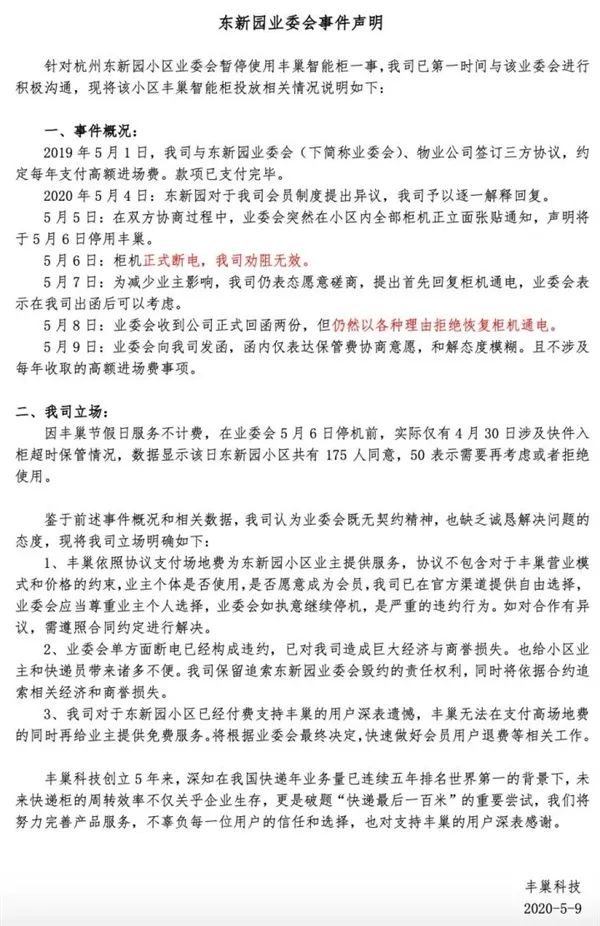 东新园业委会事件声明
针对杭州东新园小区业委会暂停使用丰巢智能柜一事，我司已第一时间与该业委会进行
积极沟通，现将该小区丰巢智能柜投放相关情况说明如下：
一、事件概况：
2019 年 5 月 1 日，我司与东新园业委会（下简称业委会）、物业公司签订三方协议，约
定每年支付高额进场费。款项已支付完毕。
2020 年 5 月 4 日：东新园对于我司会员制度提出异议，我司予以逐一解释回复。
5 月 5 日：在双方协商过程中，业委会突然在小区内全部柜机正立面张贴通知，声明将
于 5 月 6 日停用丰巢。
5 月 6 日：柜机正式断电，我司劝阻无效。
5 月 7 日：为减少业主影响，我司仍表态愿意磋商，提出首先回复柜机通电，业委会表
示在我司出函后可以考虑。
5 月 8 日：业委会收到公司正式回函两份，但仍然以各种理由拒绝恢复柜机通电。
5 月 9 日：业委会向我司发函，函内仅表达保管费协商意愿，和解态度模糊。且不涉及
每年收取的高额进场费事项。
二、我司立场：
因丰巢节假日服务不计费，在业委会 5 月 6 日停机前，实际仅有 4 月 30 日涉及快件入
柜超时保管情况，数据显示该日东新园小区共有 175 人同意，50 表示需要再考虑或者拒绝
使用。
鉴于前述事件概况和相关数据，我司认为业委会既无契约精神，也缺乏诚恳解决问题的
态度，现将我司立场明确如下：
1、丰巢依照协议支付场地费为东新园小区业主提供服务，协议不包含对于丰巢营业模
式和价格的约束，业主个体是否使用，是否愿意成为会员，我司已在官方渠道提供自由选择，
业委会应当尊重业主个人选择，业委会如执意继续停机，是严重的违约行为。如对合作有异
议，需遵照合同约定进行解决。
2、业委会单方面断电已经构成违约，已对我司造成巨大经济与商誉损失。也给小区业
主和快递员带来诸多不便。我司保留追索东新园业委会毁约的责任权利，同时将依据合约追
索相关经济和商誉损失。
3、我司对于东新园小区已经付费支持丰巢的用户深表遗憾，丰巢无法在支付高场地费
的同时再给业主提供免费服务。将根据业委会最终决定，快速做好会员用户退费等相关工作。
丰巢科技创立 5 年来，深知在我国快递年业务量已连续五年排名世界第一的背景下，未
来快递柜的周转效率不仅关乎企业生存，更是破题“快递最后一百米”的重要尝试，我们将
努力完善产品服务，不辜负每一位用户的信任和选择，也对支持丰巢的用户深表感谢。
丰巢科技
2020-5-9